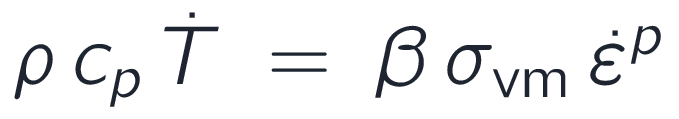 ρ c_p Ṫ = β σ_vm ε̇^p